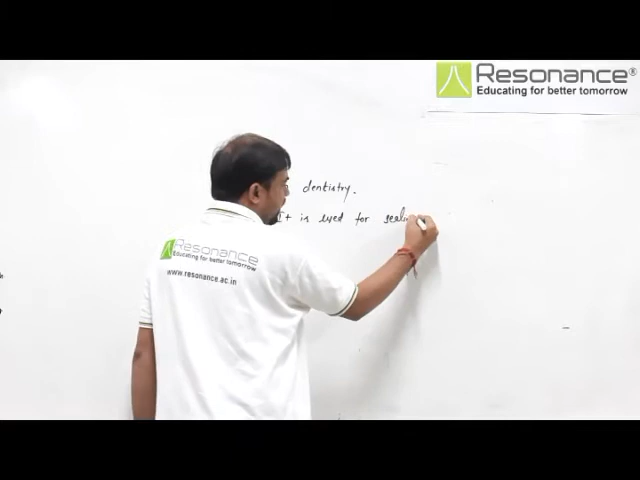 Resonance®
Educating for better tomorrow
dentistry.
It is used for
Resonance
Educating for better tomorrow
www.resonance.ac.in